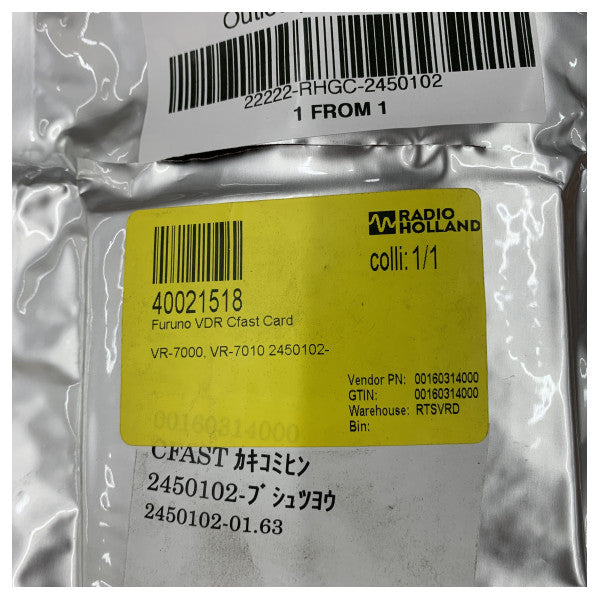 22222-RHGC-2450102
1 FROM 1
RADIO
HOLLAND
colli: 1/1
40021518
Furuno VDR Cfast Card
VR-7000, VR-7010 2450102-
Vendor PN: 00160314000
GTIN: 00160314000
Warehouse: RTSVRD
Bin:
00160314000
CFAST ｶｷｺﾐﾋﾝ
2450102-ﾌﾞｼｭﾂﾖｳ
2450102-01.63